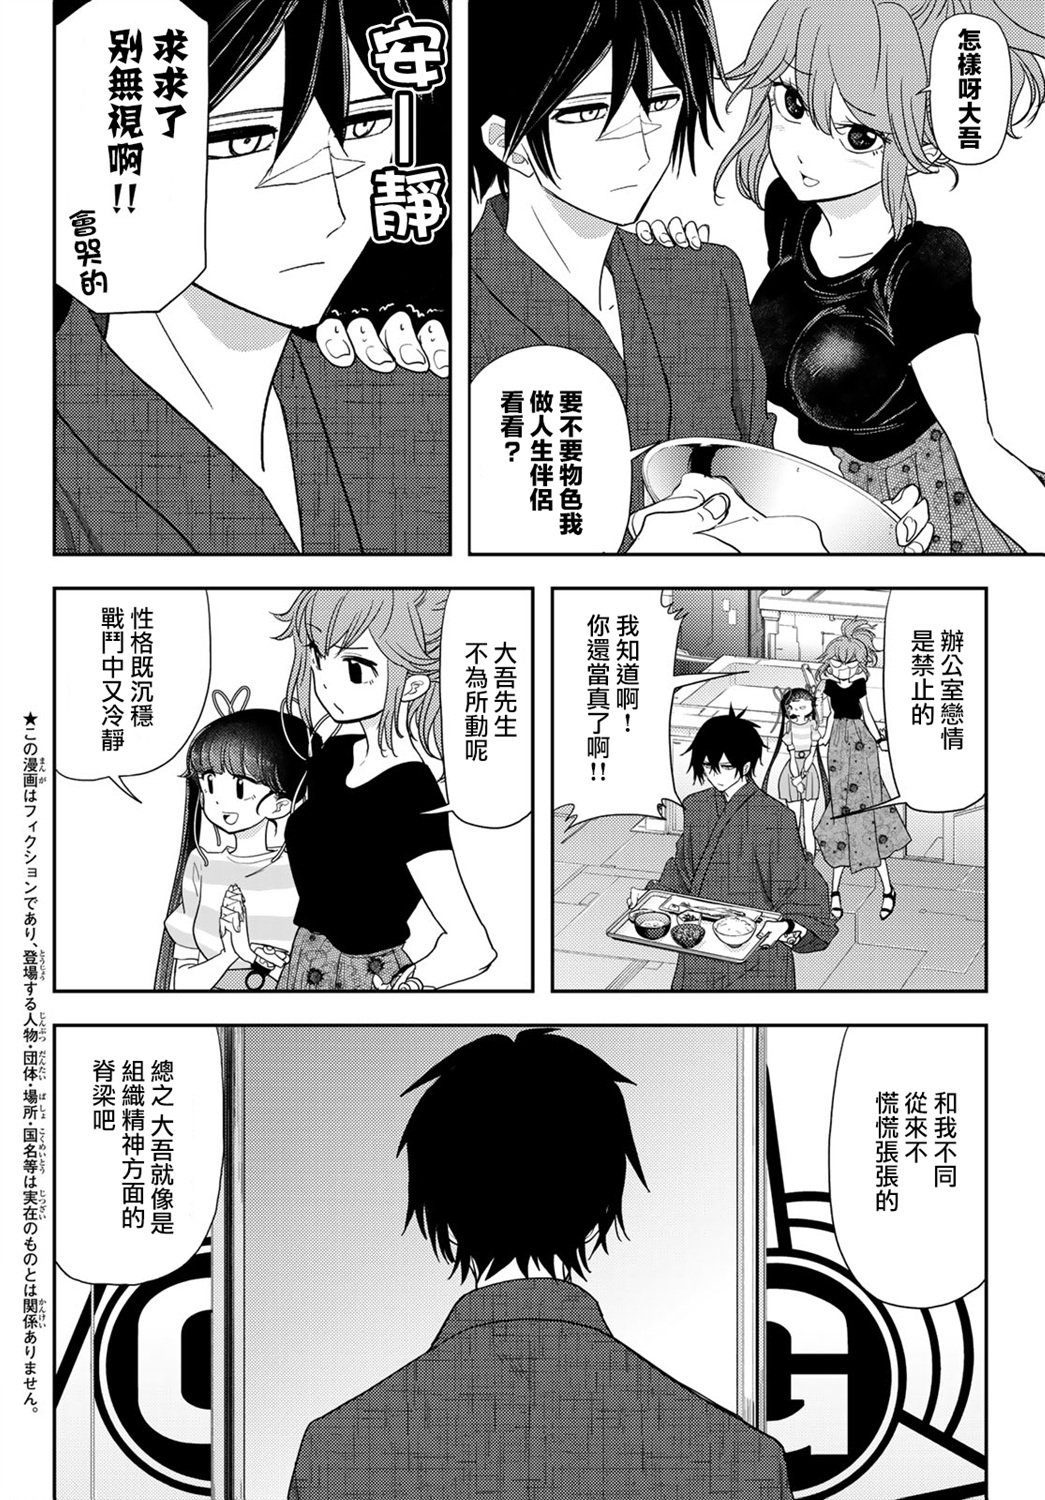 怎樣呀大吾
要不要物色我
做人生伴侶
看看？
安ー靜
求求了
別無視啊!!
會哭的
辦公室戀情
是禁止的
我知道啊！
你還當真了啊!!
大吾先生
不為所動呢
性格既沉穩
戰鬥中又冷靜
和我不同
從來不
慌慌張張的
總之 大吾就像是
組織精神方面的
脊梁吧
G
★この漫画はフィクションであり、登場する人物・団体・場所・国名等は実在のものとは関係ありません。